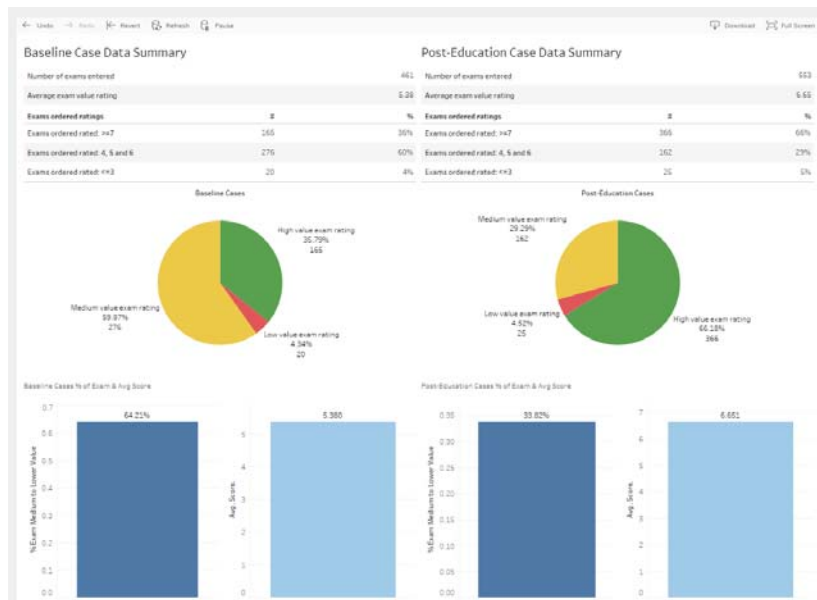 Undo Redo Revert Refresh Pause Download Full Screen
Baseline Case Data Summary
Number of exams entered 461
Average exam value rating 5.38
Exams ordered ratings # %
Exams ordered rated: >=7 165 36%
Exams ordered rated: 4, 5 and 6 276 60%
Exams ordered rated: <=3 20 4%
Baseline Cases
High value exam rating
35.79%
165
Medium value exam rating
59.87%
276
Low value exam rating
4.34%
20
Baseline Cases % of Exam & Avg Score
64.21%
% Exam Medium to Lower Value
0.7
0.6
0.5
0.4
0.3
0.2
0.1
0.0
5.380
Avg. Score.
5
4
3
2
1
0
Post-Education Case Data Summary
Number of exams entered 553
Average exam value rating 6.65
Exams ordered ratings # %
Exams ordered rated: >=7 366 66%
Exams ordered rated: 4, 5 and 6 162 29%
Exams ordered rated: <=3 25 5%
Post-Education Cases
Medium value exam rating
29.29%
162
Low value exam rating
4.52%
25
High value exam rating
66.18%
366
Post-Education Cases % of Exam & Avg Score
33.82%
% Exam Medium to Lower Value
0.35
0.30
0.25
0.20
0.15
0.10
0.05
0.00
6.651
Avg. Score.
7
6
5
4
3
2
1
0